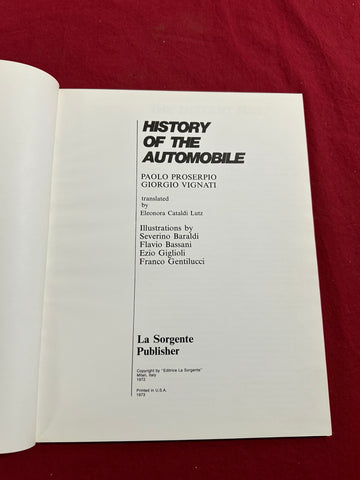 HISTORY
OF THE
AUTOMOBILE
PAOLO PROSERPIO
GIORGIO VIGNATI
translated
by
Eleonora Cataldi Lutz
Illustrations by
Severino Baraldi
Flavio Bassani
Ezio Giglioli
Franco Gentilucci
La Sorgente
Publisher
Copyright by "Editrice La Sorgente"
Milan, Italy
1972
Printed in U.S.A.
1973